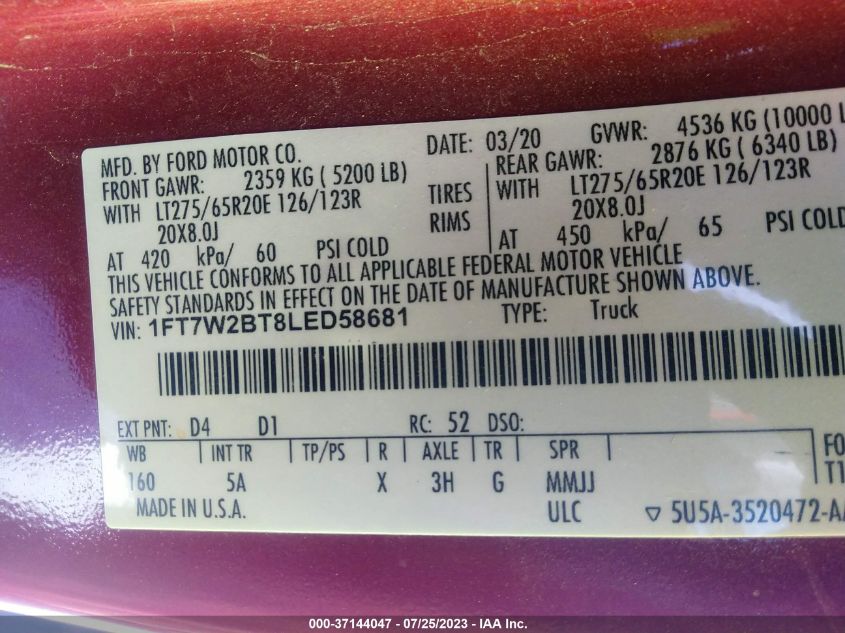 MFD. BY FORD MOTOR CO. DATE: 03/20 GVWR: 4536 KG (10000
FRONT GAWR: 2359 KG ( 5200 LB) REAR GAWR: 2876 KG ( 6340 LB)
WITH LT275/65R20E 126/123R TIRES WITH LT275/65R20E 126/123R
20X8.0J RIMS 20X8.0J
AT 420 kPa/ 60 PSI COLD AT 450 kPa/ 65 PSI COLD
THIS VEHICLE CONFORMS TO ALL APPLICABLE FEDERAL MOTOR VEHICLE
SAFETY STANDARDS IN EFFECT ON THE DATE OF MANUFACTURE SHOWN ABOVE.
VIN: 1FT7W2BT8LED58681 TYPE: Truck
EXT PNT: D4 D1 RC: 52 DSO:
WB INT TR TP/PS R AXLE TR SPR
160 5A X 3H G MMJJ
MADE IN U.S.A. ULC 5U5A-3520472-A
000-37144047 - 07/25/2023 - IAA Inc.